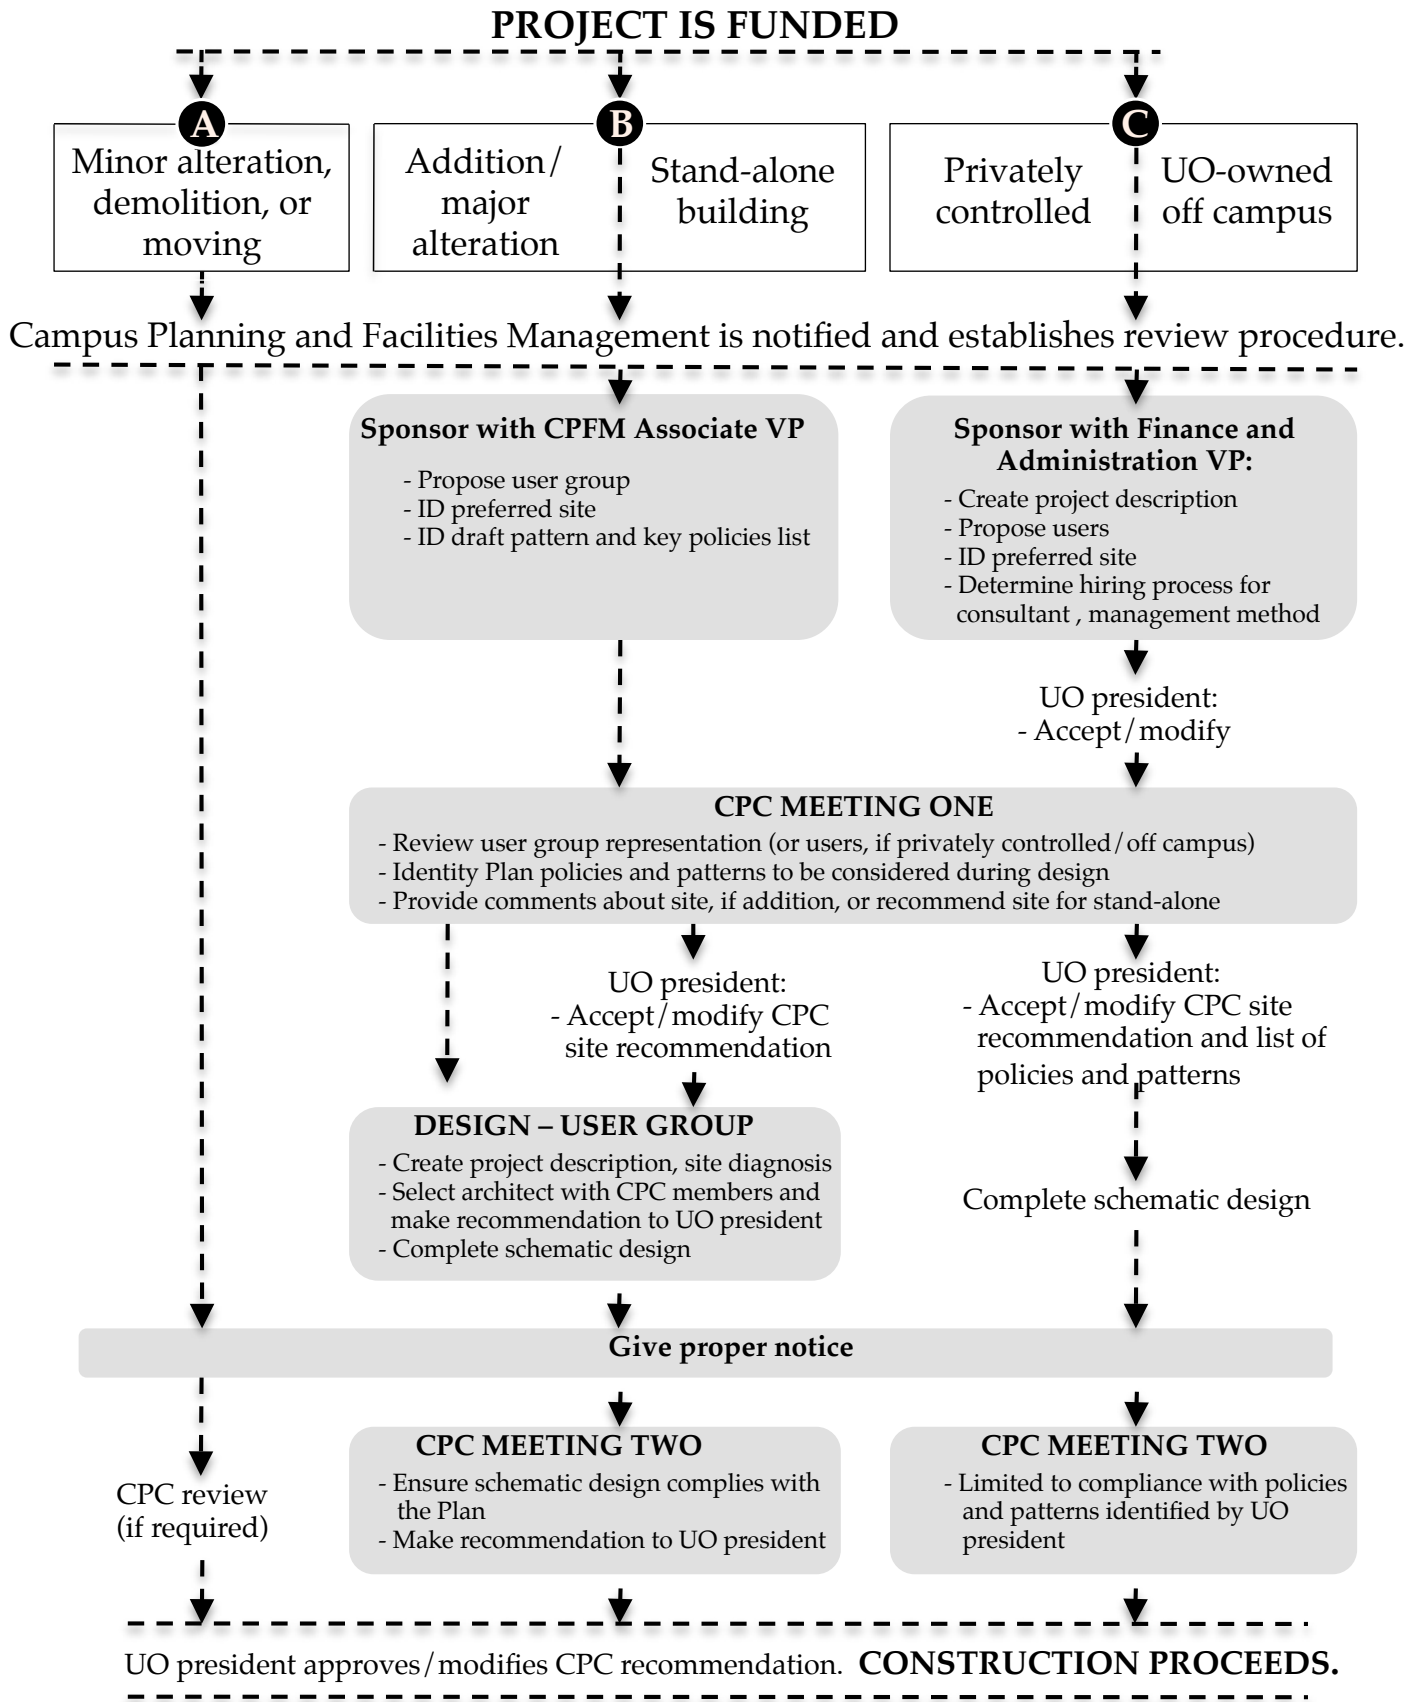 PROJECT IS FUNDED
A
Minor alteration,
demolition, or
moving
B
Addition/
major
alteration
Stand-alone
building
C
Privately
controlled
UO-owned
off campus
Campus Planning and Facilities Management is notified and establishes review procedure.
Sponsor with CPFM Associate VP
- Propose user group
- ID preferred site
- ID draft pattern and key policies list
Sponsor with Finance and
Administration VP:
- Create project description
- Propose users
- ID preferred site
- Determine hiring process for
consultant , management method
UO president:
- Accept/modify
CPC MEETING ONE
- Review user group representation (or users, if privately controlled/off campus)
- Identity Plan policies and patterns to be considered during design
- Provide comments about site, if addition, or recommend site for stand-alone
UO president:
- Accept/modify CPC
site recommendation
UO president:
- Accept/modify CPC site
recommendation and list of
policies and patterns
DESIGN – USER GROUP
- Create project description, site diagnosis
- Select architect with CPC members and
make recommendation to UO president
- Complete schematic design
Complete schematic design
Give proper notice
CPC review
(if required)
CPC MEETING TWO
- Ensure schematic design complies with
the Plan
- Make recommendation to UO president
CPC MEETING TWO
- Limited to compliance with policies
and patterns identified by UO
president
UO president approves/modifies CPC recommendation. CONSTRUCTION PROCEEDS.